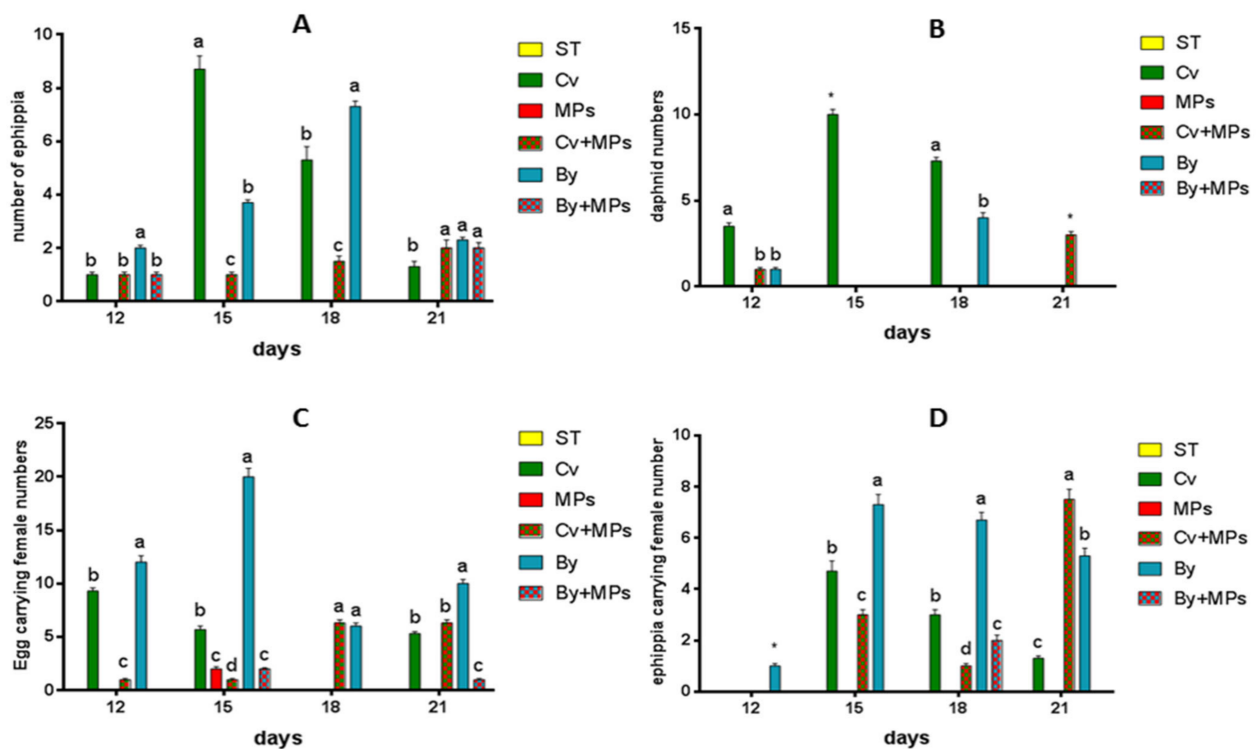 A
number of ephippia
10
8
6
4
2
0
b b a b
a c b
b c a
b a a a
12 15 18 21
days
ST
Cv
MPs
Cv+MPs
By
By+MPs
B
daphnid numbers
15
10
5
0
a b b
*
a b
*
12 15 18 21
days
ST
Cv
MPs
Cv+MPs
By
By+MPs
C
Egg carrying female numbers
25
20
15
10
5
0
b c a
b c d a c
a a
b b a c
12 15 18 21
days
ST
Cv
MPs
Cv+MPs
By
By+MPs
D
ephippia carrying female number
10
8
6
4
2
0
*
b c a
b d a c
c a b
12 15 18 21
days
ST
Cv
MPs
Cv+MPs
By
By+MPs